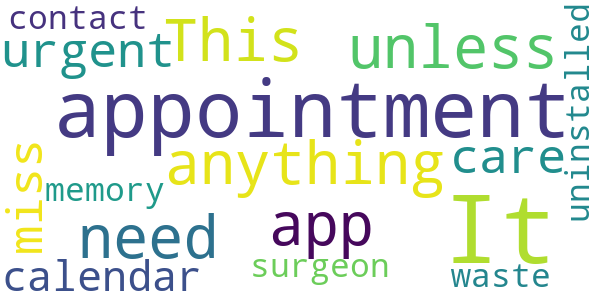 contact
urgent This unless
appointment
uninstalled
miss anything care
memory
need app It
calendar surgeon waste